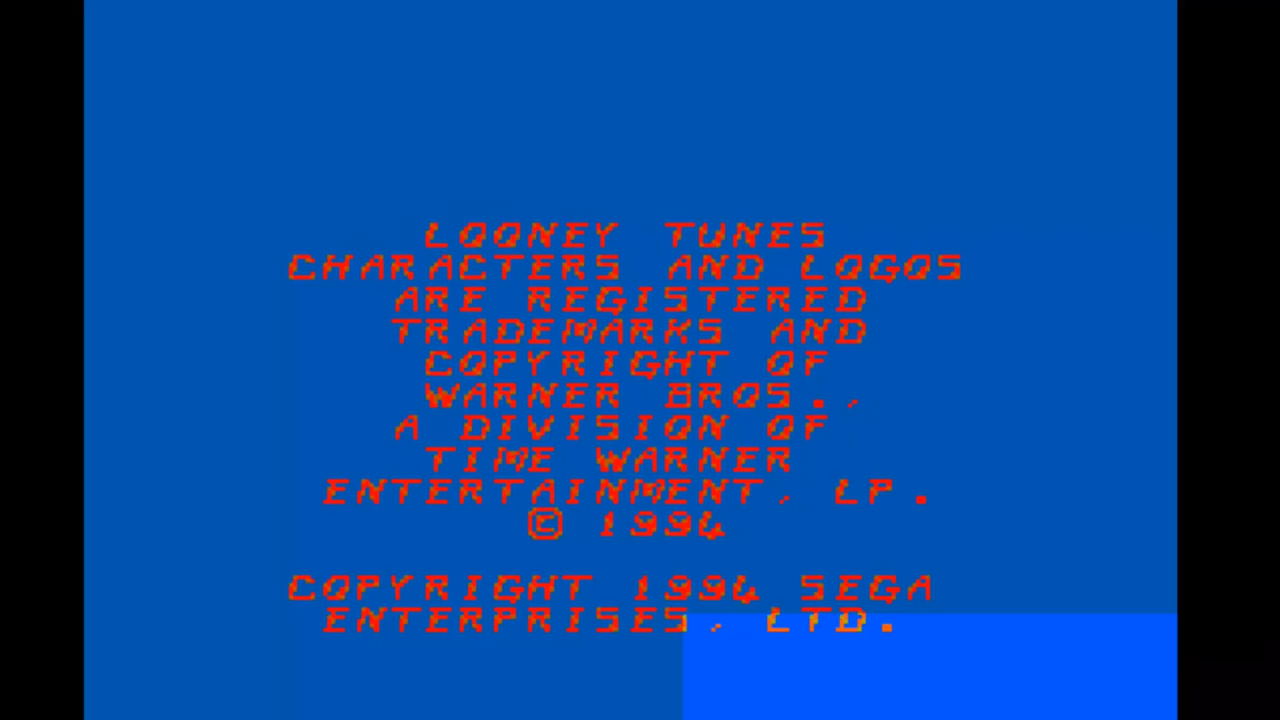 LOONEY TUNES
CHARACTERS AND LOGOS
ARE REGISTERED
TRADEMARKS AND
COPYRIGHT OF
WARNER BROS.,
A DIVISION OF
TIME WARNER
ENTERTAINMENT, LP.
© 1994
COPYRIGHT 1994 SEGA
ENTERPRISES, LTD.